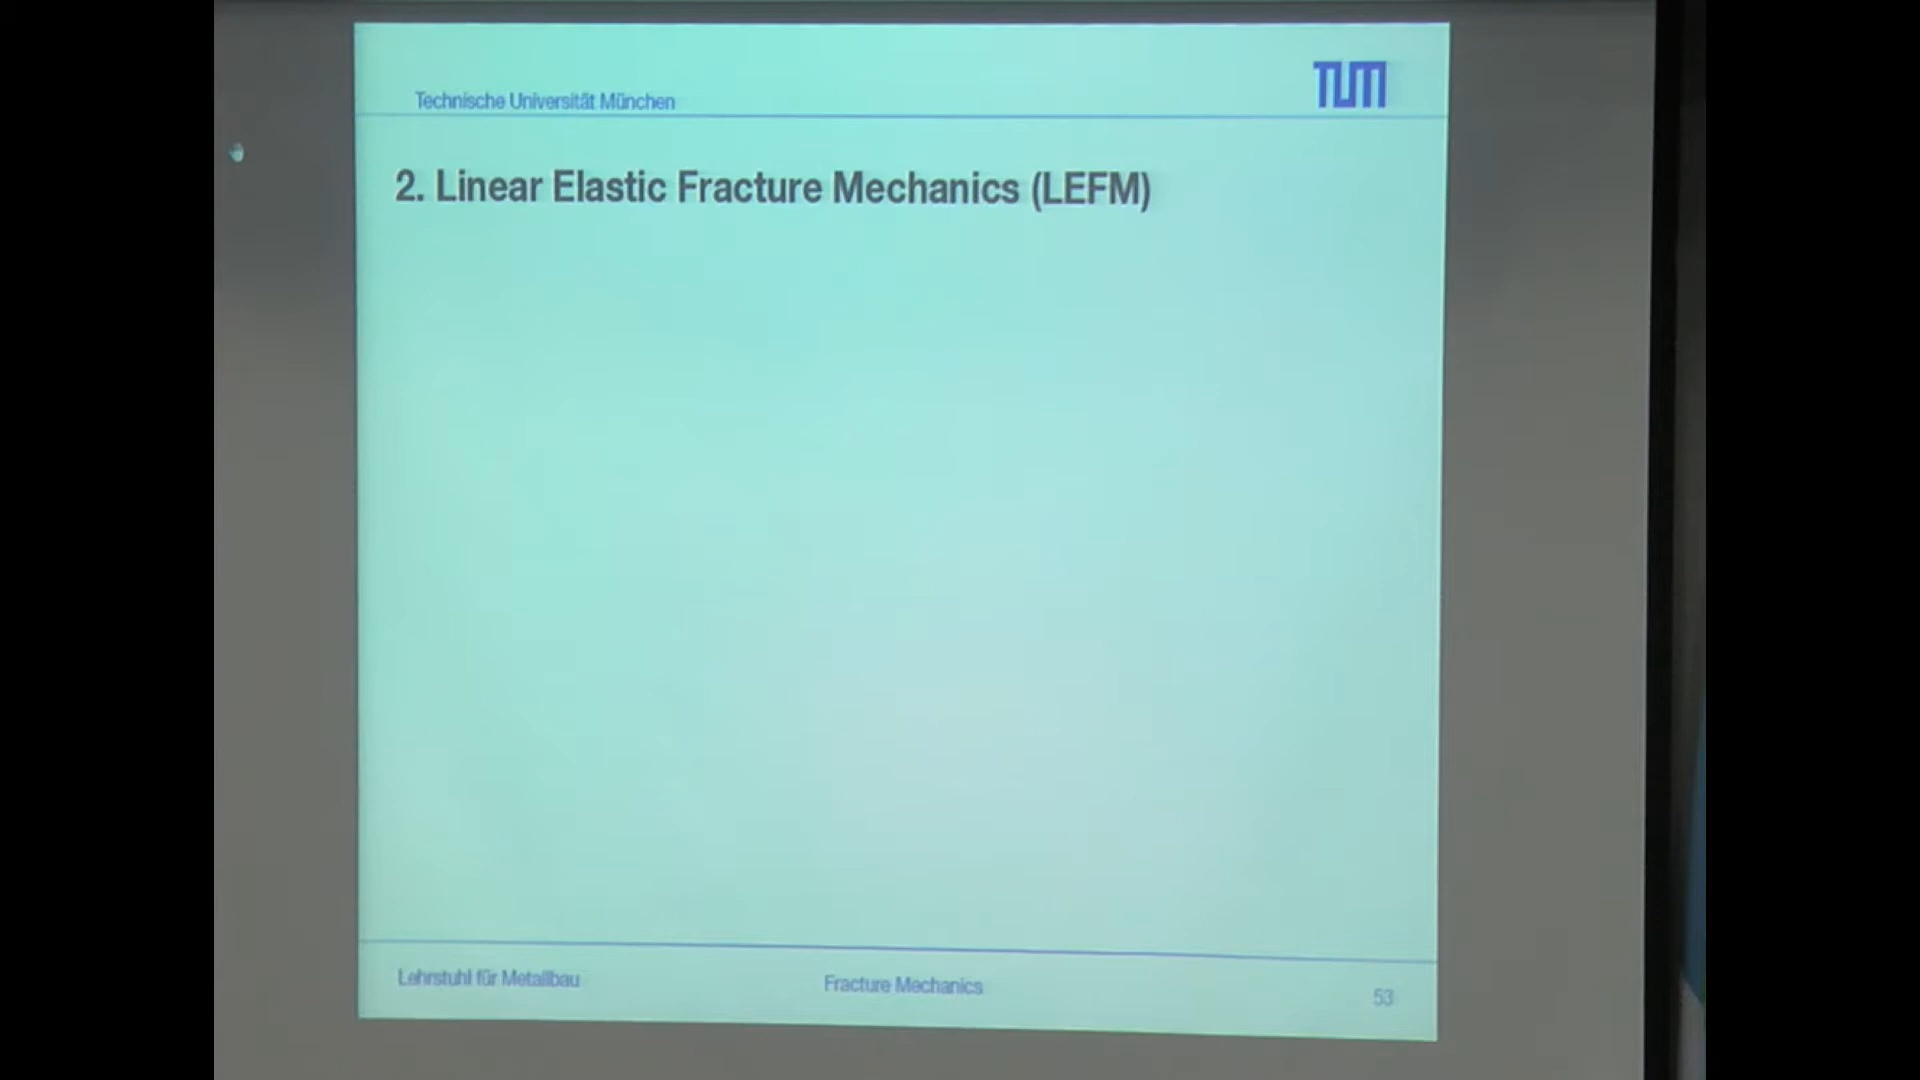 Technische Universität München
TUM
2. Linear Elastic Fracture Mechanics (LEFM)
Lehrstuhl für Metallbau
Fracture Mechanics
53